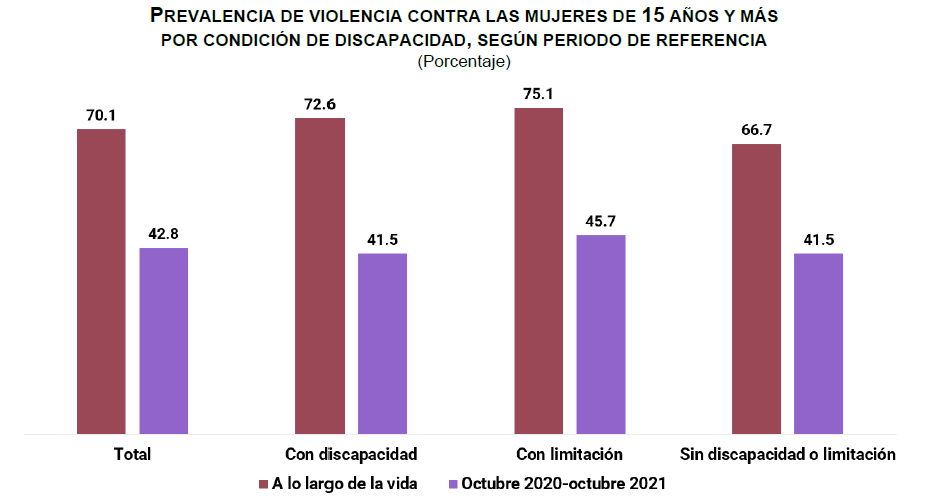 PREVALENCIA DE VIOLENCIA CONTRA LAS MUJERES DE 15 AÑOS Y MÁS
POR CONDICIÓN DE DISCAPACIDAD, SEGÚN PERIODO DE REFERENCIA
(Porcentaje)
70.1
42.8
72.6
41.5
75.1
45.7
66.7
41.5
Total
Con discapacidad
Con limitación
Sin discapacidad o limitación
A lo largo de la vida
Octubre 2020-octubre 2021